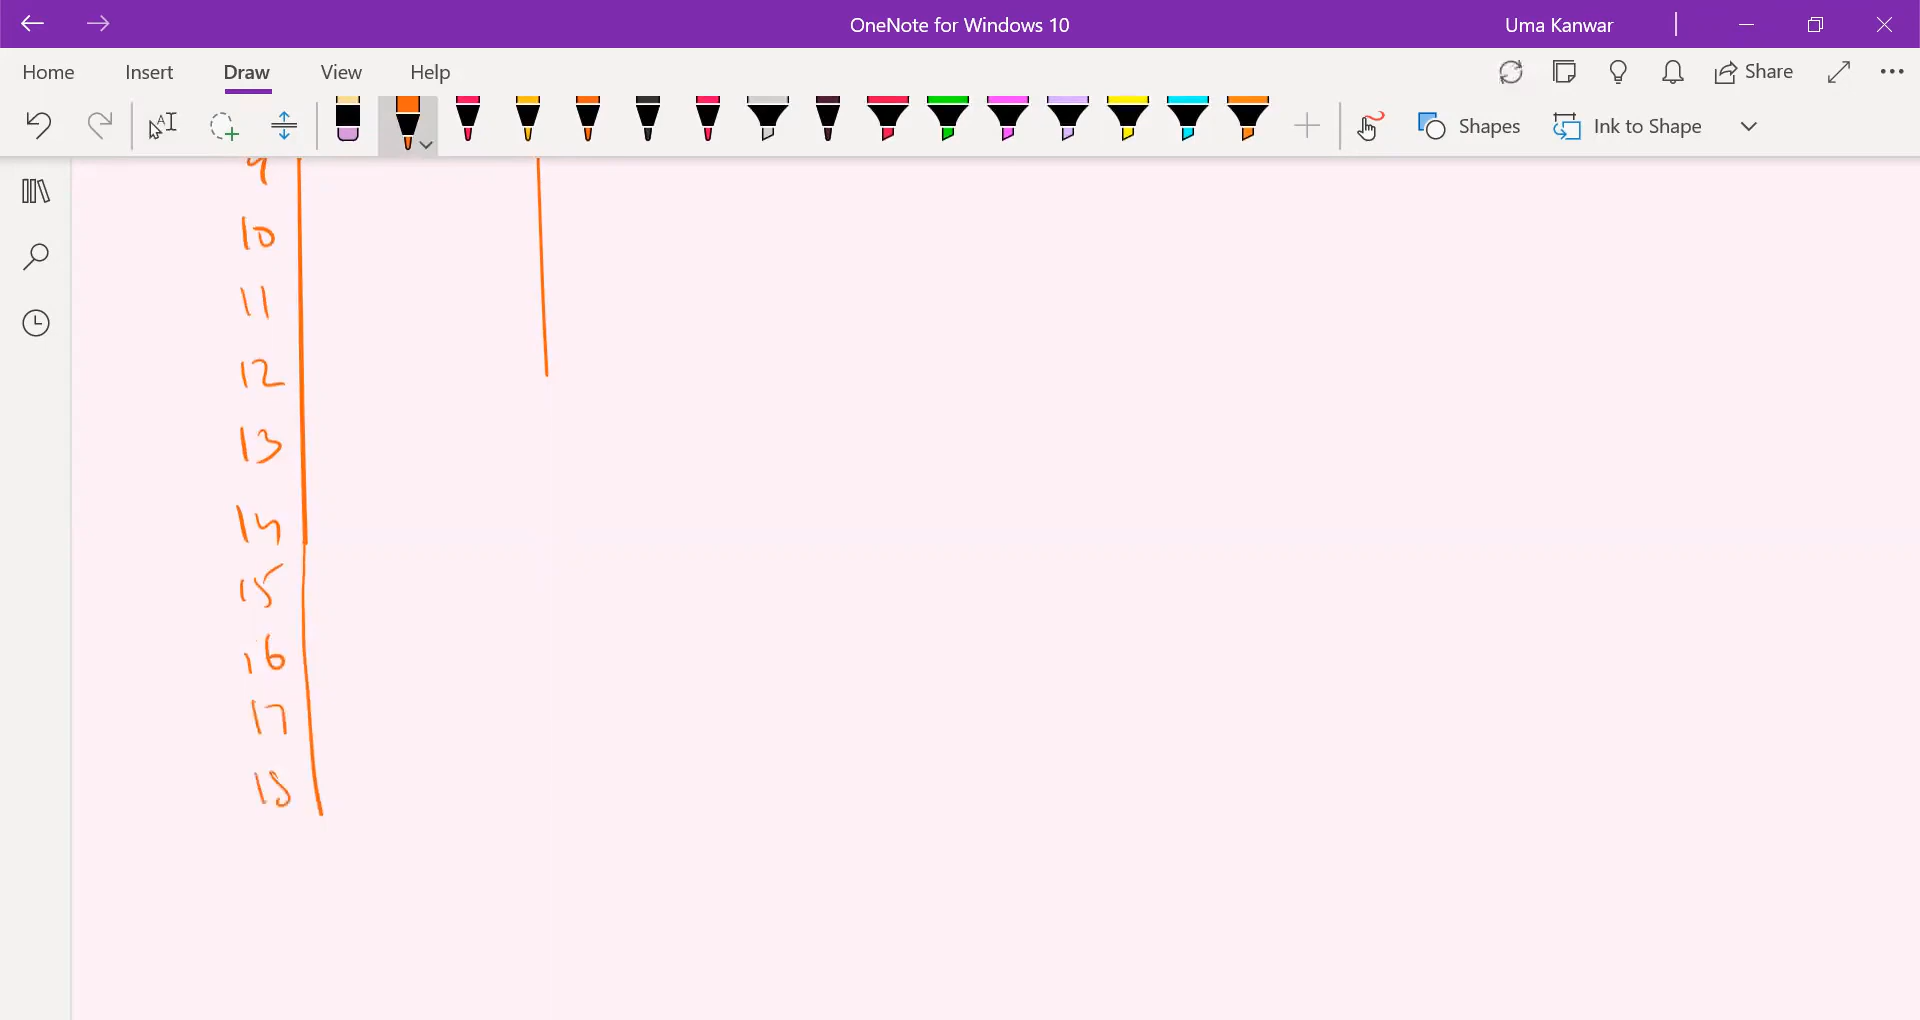 OneNote for Windows 10
Uma Kanwar
Home Insert Draw View Help
Share
Shapes
Ink to Shape
9
10
11
12
13
14
15
16
17
18